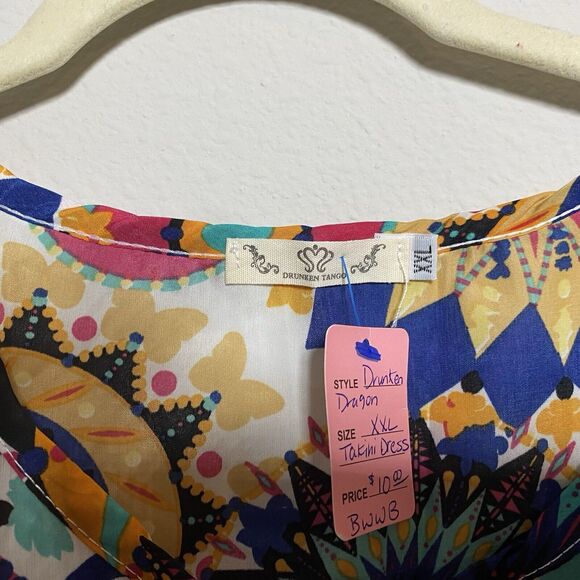 DRUNKEN TANGO
XXL
STYLE Drunken
Dragon
SIZE XXL
Takini Dress
PRICE $10.00
BWWB